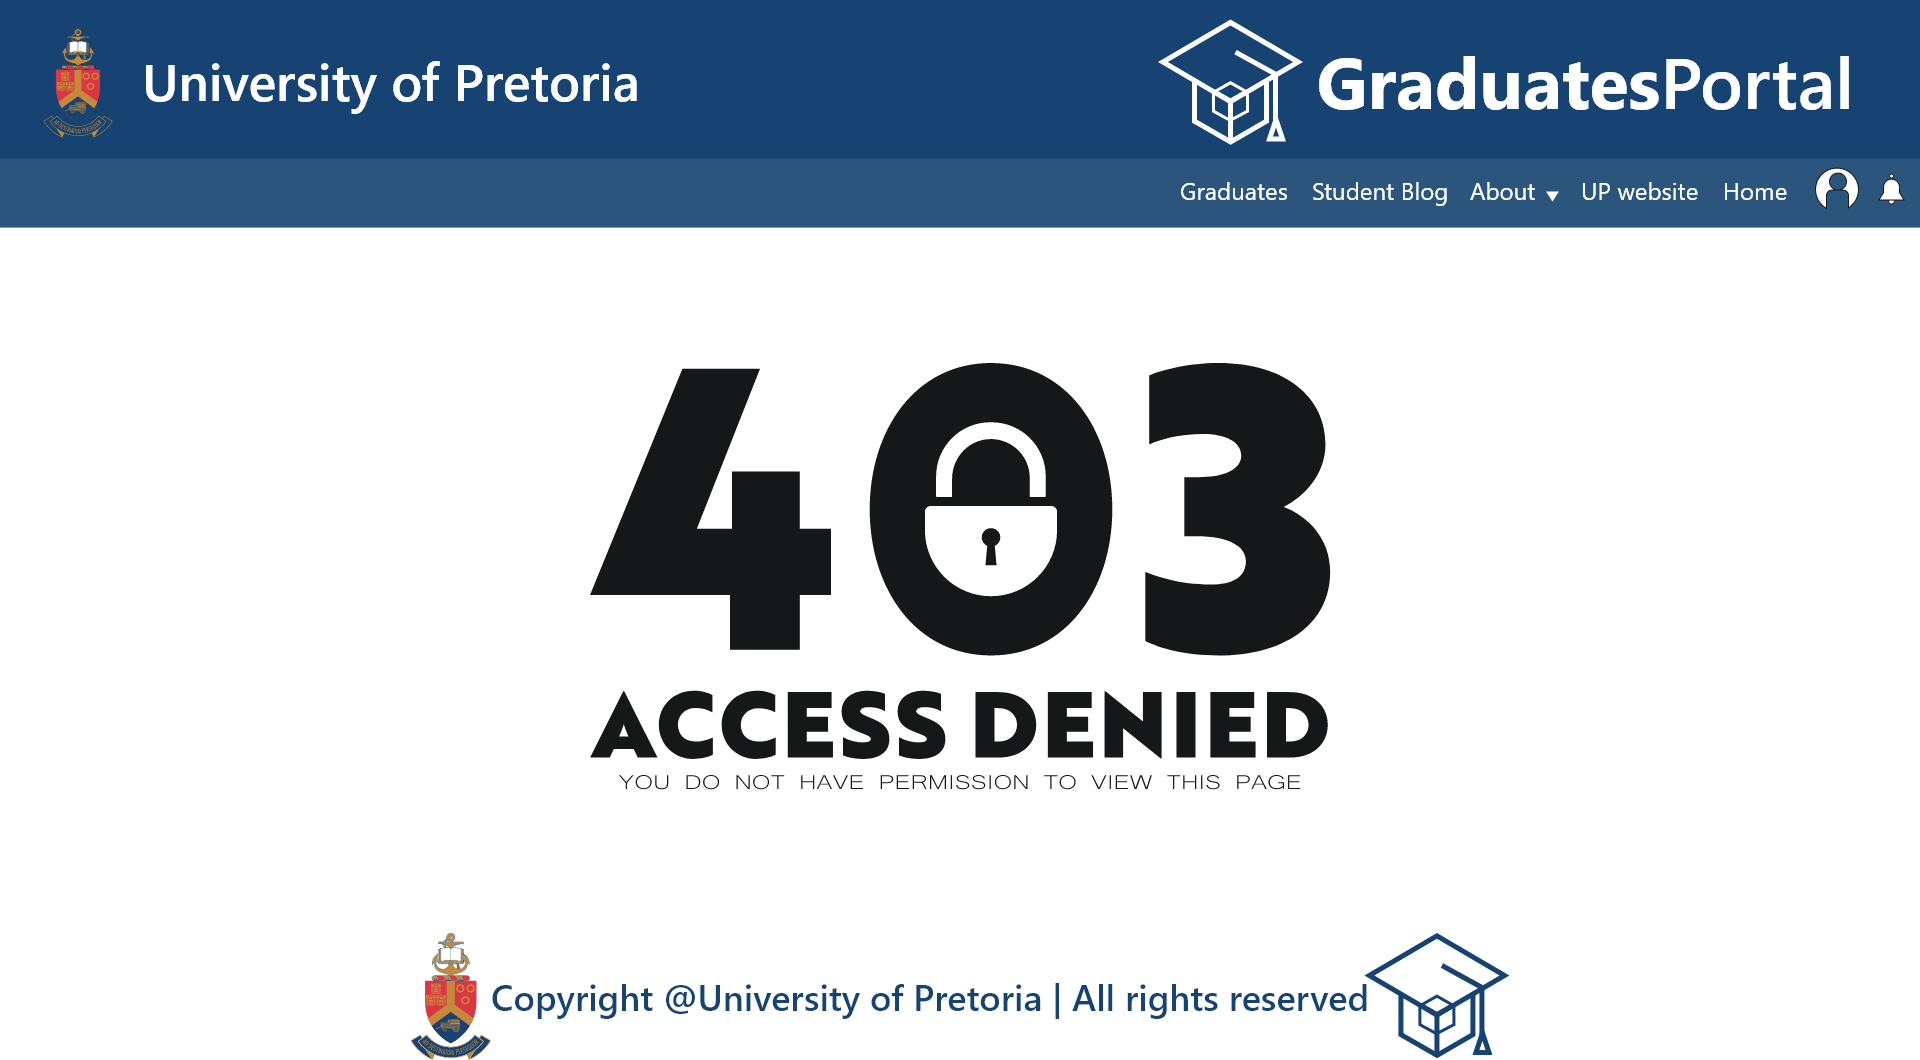 University of Pretoria
GraduatesPortal
Graduates Student Blog About ▼ UP website Home
403
ACCESS DENIED
YOU DO NOT HAVE PERMISSION TO VIEW THIS PAGE
Copyright @University of Pretoria | All rights reserved